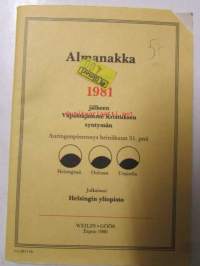 Almanakka
1981
jälkeen
Vapahtajamme Kristuksen
syntymän
Auringonpimennys heinäkuun 31. pnä
Helsingissä Oulussa Utsjoella
Julkaissut
Helsingin yliopisto
WEILIN+GÖÖS
Espoo 1980